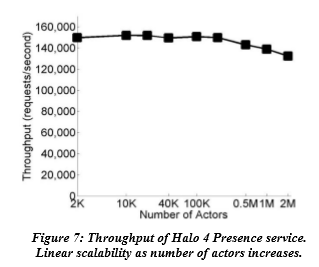 160,000
140,000
120,000
100,000
80,000
60,000
40,000
20,000
0
Throughput (requests/second)
2K 10K 40K 100K 0.5M 1M 2M
Number of Actors
Figure 7: Throughput of Halo 4 Presence service.
Linear scalability as number of actors increases.